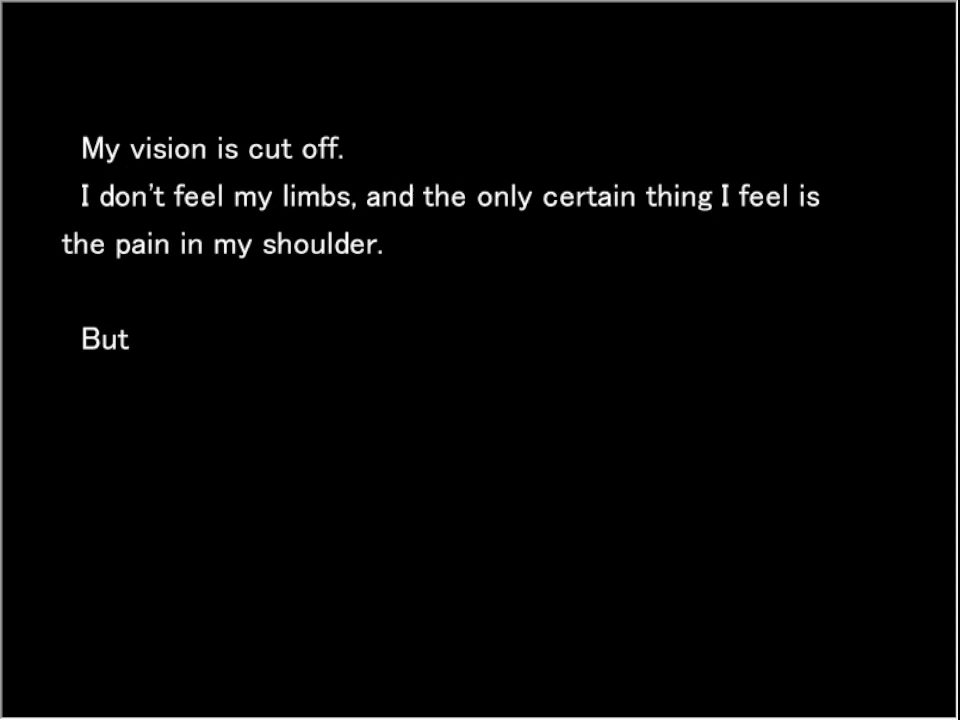 My vision is cut off.
I don't feel my limbs, and the only certain thing I feel is
the pain in my shoulder.
But